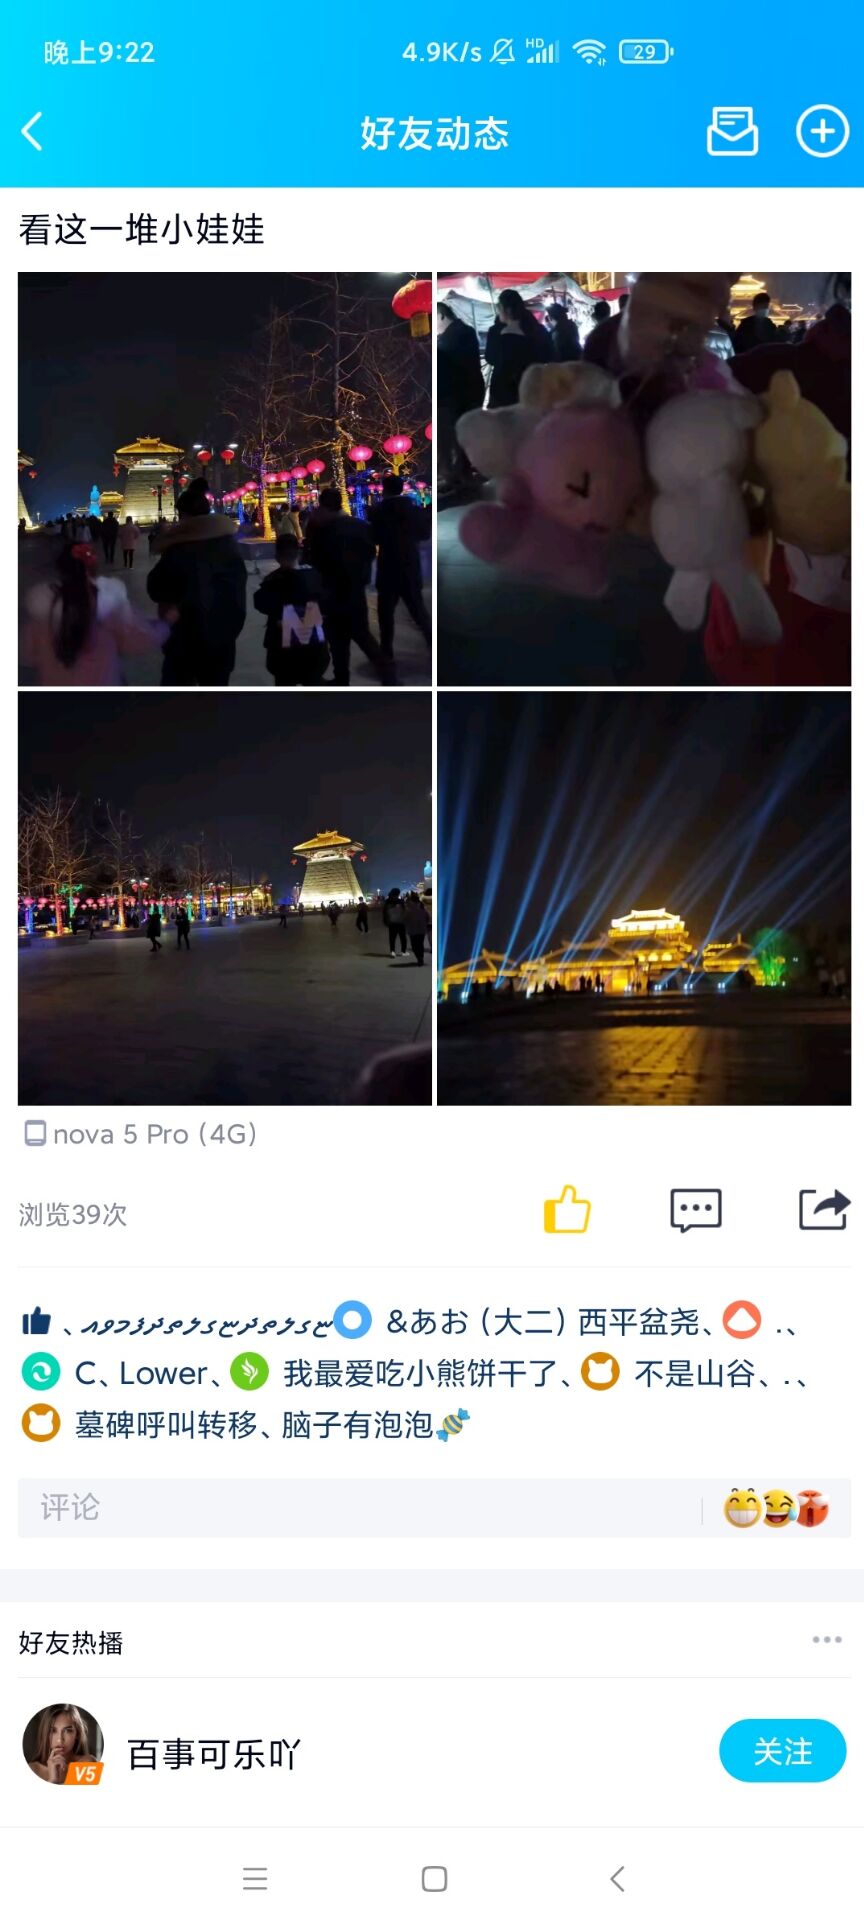 晚上9:22
4.9K/s HD 29
好友动态
看这一堆小娃娃
M
nova 5 Pro (4G)
浏览39次
&あお (大二) 西平盆尧、 .、
C、Lower、 我最爱吃小熊饼干了、 不是山谷、.、
墓碑呼叫转移、脑子有泡泡
评论
好友热播
V5
百事可乐吖
关注